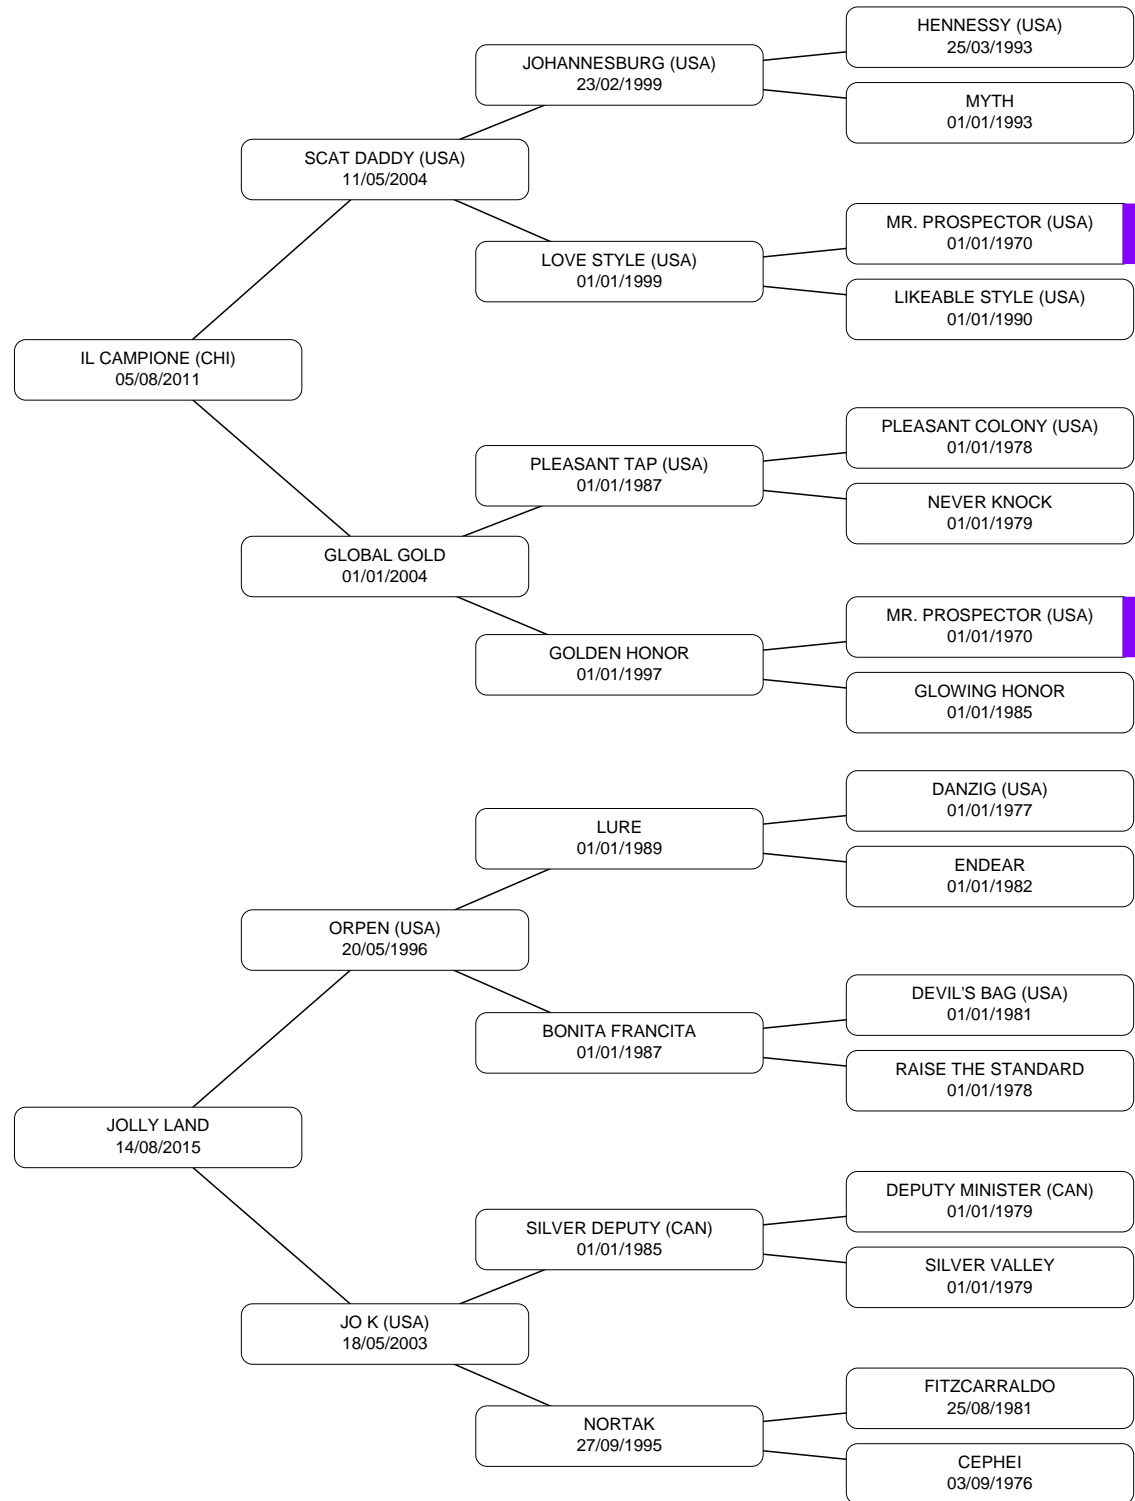 HENNESSY (USA)
25/03/1993
JOHANNESBURG (USA)
23/02/1999
MYTH
01/01/1993
SCAT DADDY (USA)
11/05/2004
MR. PROSPECTOR (USA)
01/01/1970
LOVE STYLE (USA)
01/01/1999
LIKEABLE STYLE (USA)
01/01/1990
IL CAMPIONE (CHI)
05/08/2011
PLEASANT COLONY (USA)
01/01/1978
PLEASANT TAP (USA)
01/01/1987
NEVER KNOCK
01/01/1979
GLOBAL GOLD
01/01/2004
MR. PROSPECTOR (USA)
01/01/1970
GOLDEN HONOR
01/01/1997
GLOWING HONOR
01/01/1985
DANZIG (USA)
01/01/1977
LURE
01/01/1989
ENDEAR
01/01/1982
ORPEN (USA)
20/05/1996
DEVIL'S BAG (USA)
01/01/1981
BONITA FRANCITA
01/01/1987
RAISE THE STANDARD
01/01/1978
JOLLY LAND
14/08/2015
DEPUTY MINISTER (CAN)
01/01/1979
SILVER DEPUTY (CAN)
01/01/1985
SILVER VALLEY
01/01/1979
JO K (USA)
18/05/2003
FITZCARRALDO
25/08/1981
NORTAK
27/09/1995
CEPHEI
03/09/1976